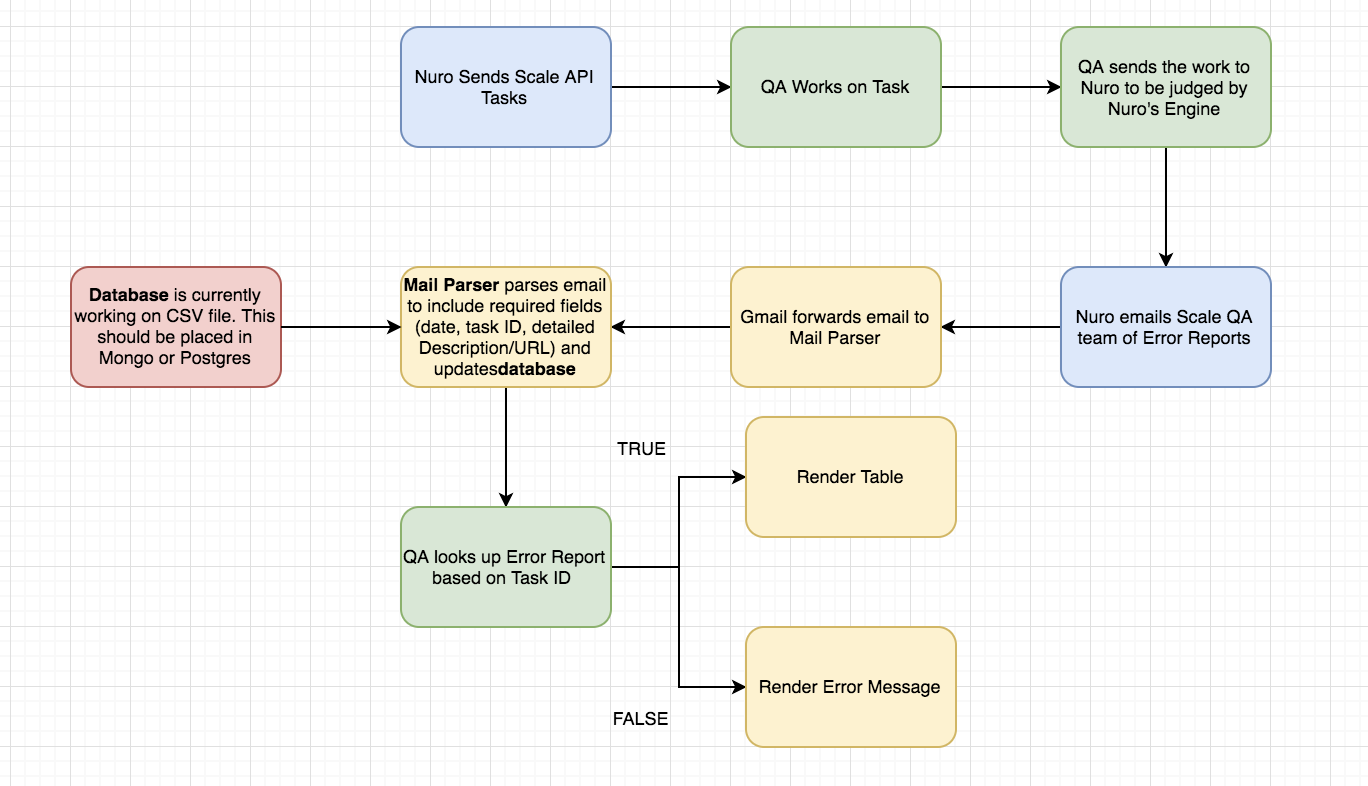 Nuro Sends Scale API
Tasks
QA Works on Task
QA sends the work to
Nuro to be judged by
Nuro's Engine
Database is currently
working on CSV file. This
should be placed in
Mongo or Postgres
Mail Parser parses email
to include required fields
(date, task ID, detailed
Description/URL) and
updatesdatabase
Gmail forwards email to
Mail Parser
Nuro emails Scale QA
team of Error Reports
TRUE
Render Table
QA looks up Error Report
based on Task ID
Render Error Message
FALSE